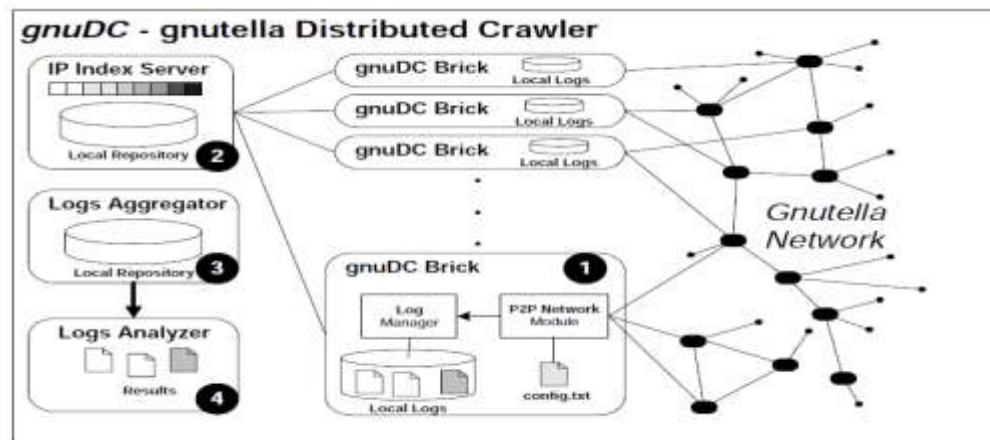 gnuDC - gnutella Distributed Crawler
IP Index Server
Local Repository
2
Logs Aggregator
Local Repository
3
Logs Analyzer
Results
4
gnuDC Brick
Local Logs
gnuDC Brick
Local Logs
gnuDC Brick
Local Logs
gnuDC Brick
1
Log
Manager
P2P Network
Module
Local Logs
config.txt
Gnutella
Network